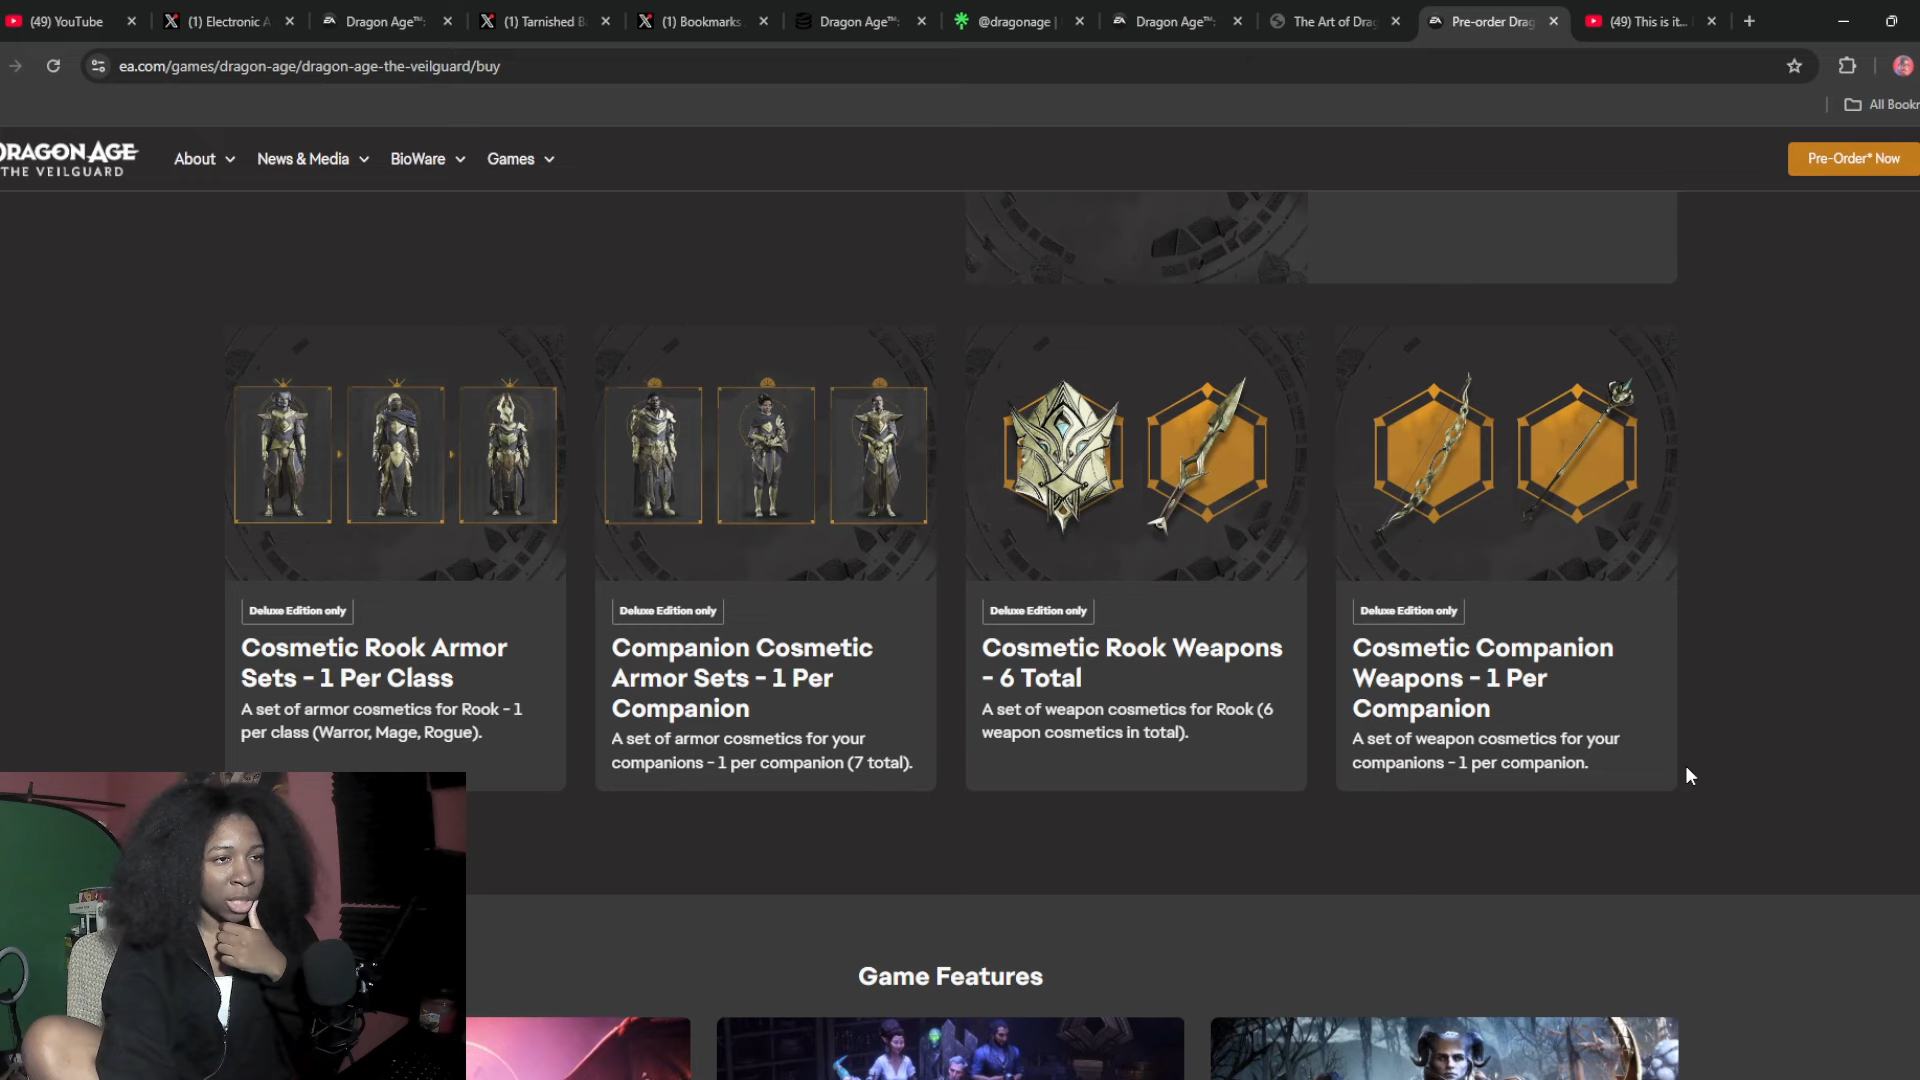 (49) YouTube
(1) Electronic A
Dragon Age™:
(1) Tarnished B
(1) Bookmarks
Dragon Age™:
@dragonage |
Dragon Age™:
The Art of Drag
Pre-order Drag
(49) This is it...
ea.com/games/dragon-age/dragon-age-the-veilguard/buy
All Bookr
DRAGON AGE
THE VEILGUARD
About
News & Media
BioWare
Games
Pre-Order* Now
Deluxe Edition only
Cosmetic Rook Armor
Sets - 1 Per Class
A set of armor cosmetics for Rook - 1
per class (Warror, Mage, Rogue).
Deluxe Edition only
Companion Cosmetic
Armor Sets - 1 Per
Companion
A set of armor cosmetics for your
companions - 1 per companion (7 total).
Deluxe Edition only
Cosmetic Rook Weapons
- 6 Total
A set of weapon cosmetics for Rook (6
weapon cosmetics in total).
Deluxe Edition only
Cosmetic Companion
Weapons - 1 Per
Companion
A set of weapon cosmetics for your
companions - 1 per companion.
Game Features